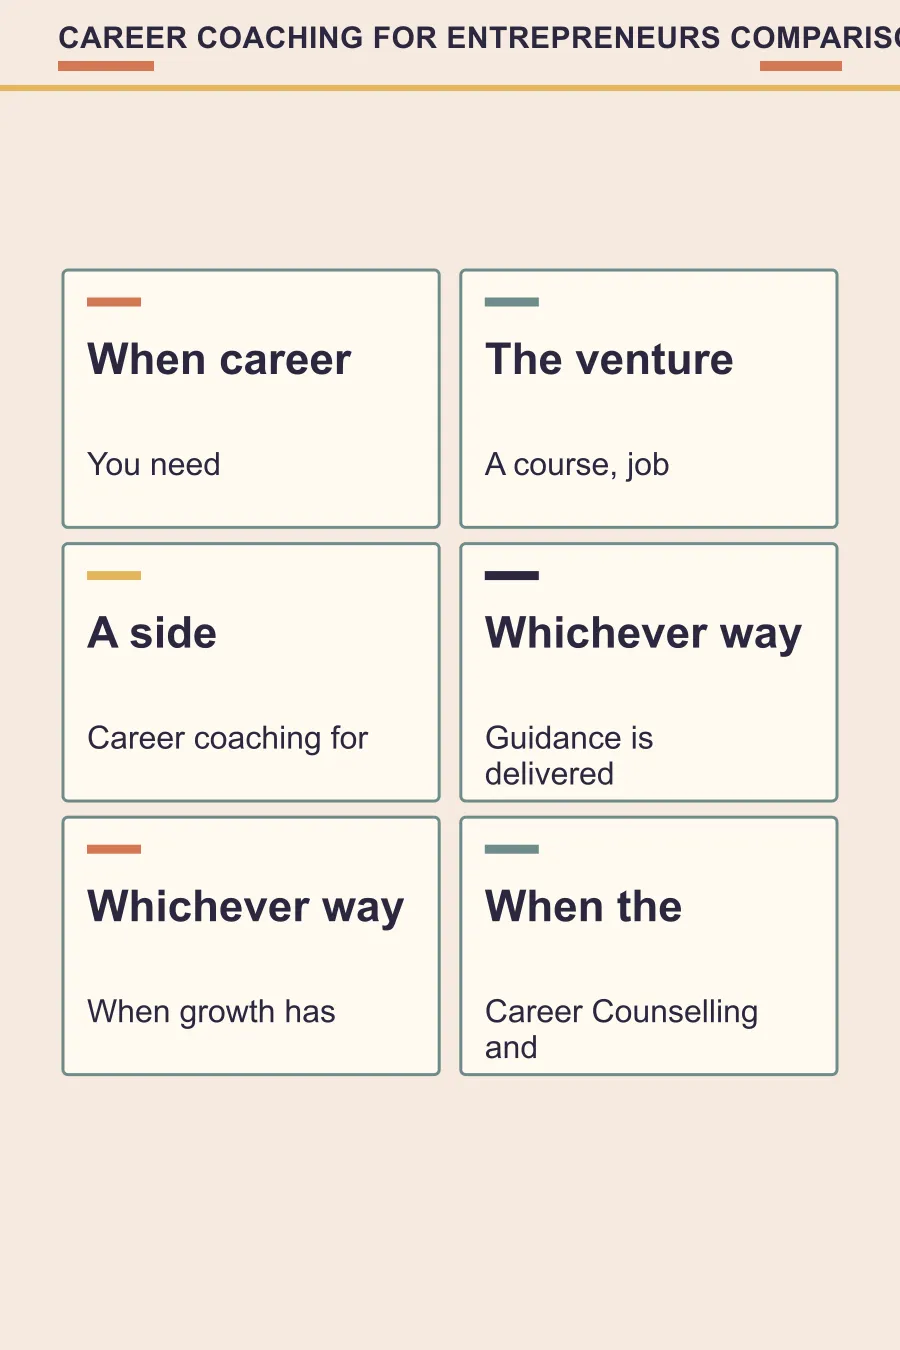 CAREER COACHING FOR ENTREPRENEURS
When career
You need
The venture
A course, job
A side
Career coaching for
Whichever way
Guidance is
delivered
Whichever way
When growth has
When the
Career Counselling
and